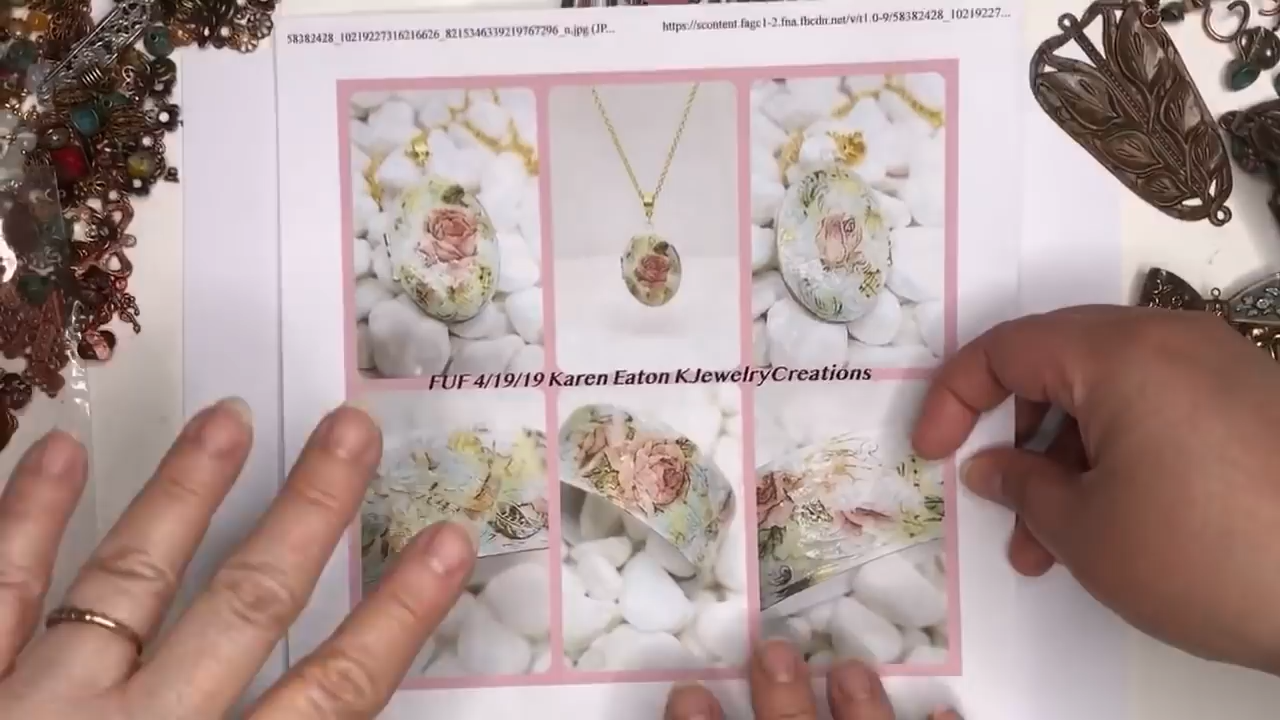 58382428_10219227316216626_8215346339219767296_n.jpg (JP...
https://scontent.fagc1-2.fna.fbcdn.net/v/t1.0-9/58382428_10219227...
FUF 4/19/19 Karen Eaton KJewelryCreations